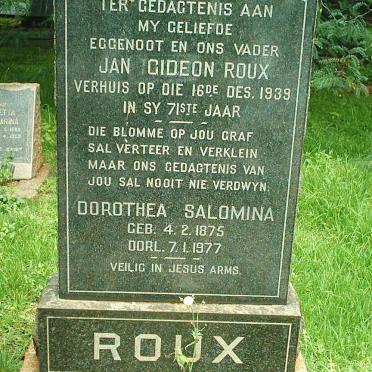 TER GEDAGTENIS AAN
MY GELIEFDE
EGGENOOT EN ONS VADER
JAN GIDEON ROUX
VERHUIS OP DIE 16DE DES. 1939
IN SY 71STE JAAR
DIE BLOMME OP JOU GRAF
SAL VERTEER EN VERKLEIN
MAAR ONS GEDAGTENIS VAN
JOU SAL NOOIT NIE VERDWYN.
DOROTHEA SALOMINA
GEB. 4.2.1875
OORL. 7.1.1977
VEILIG IN JESUS ARMS.
ROUX